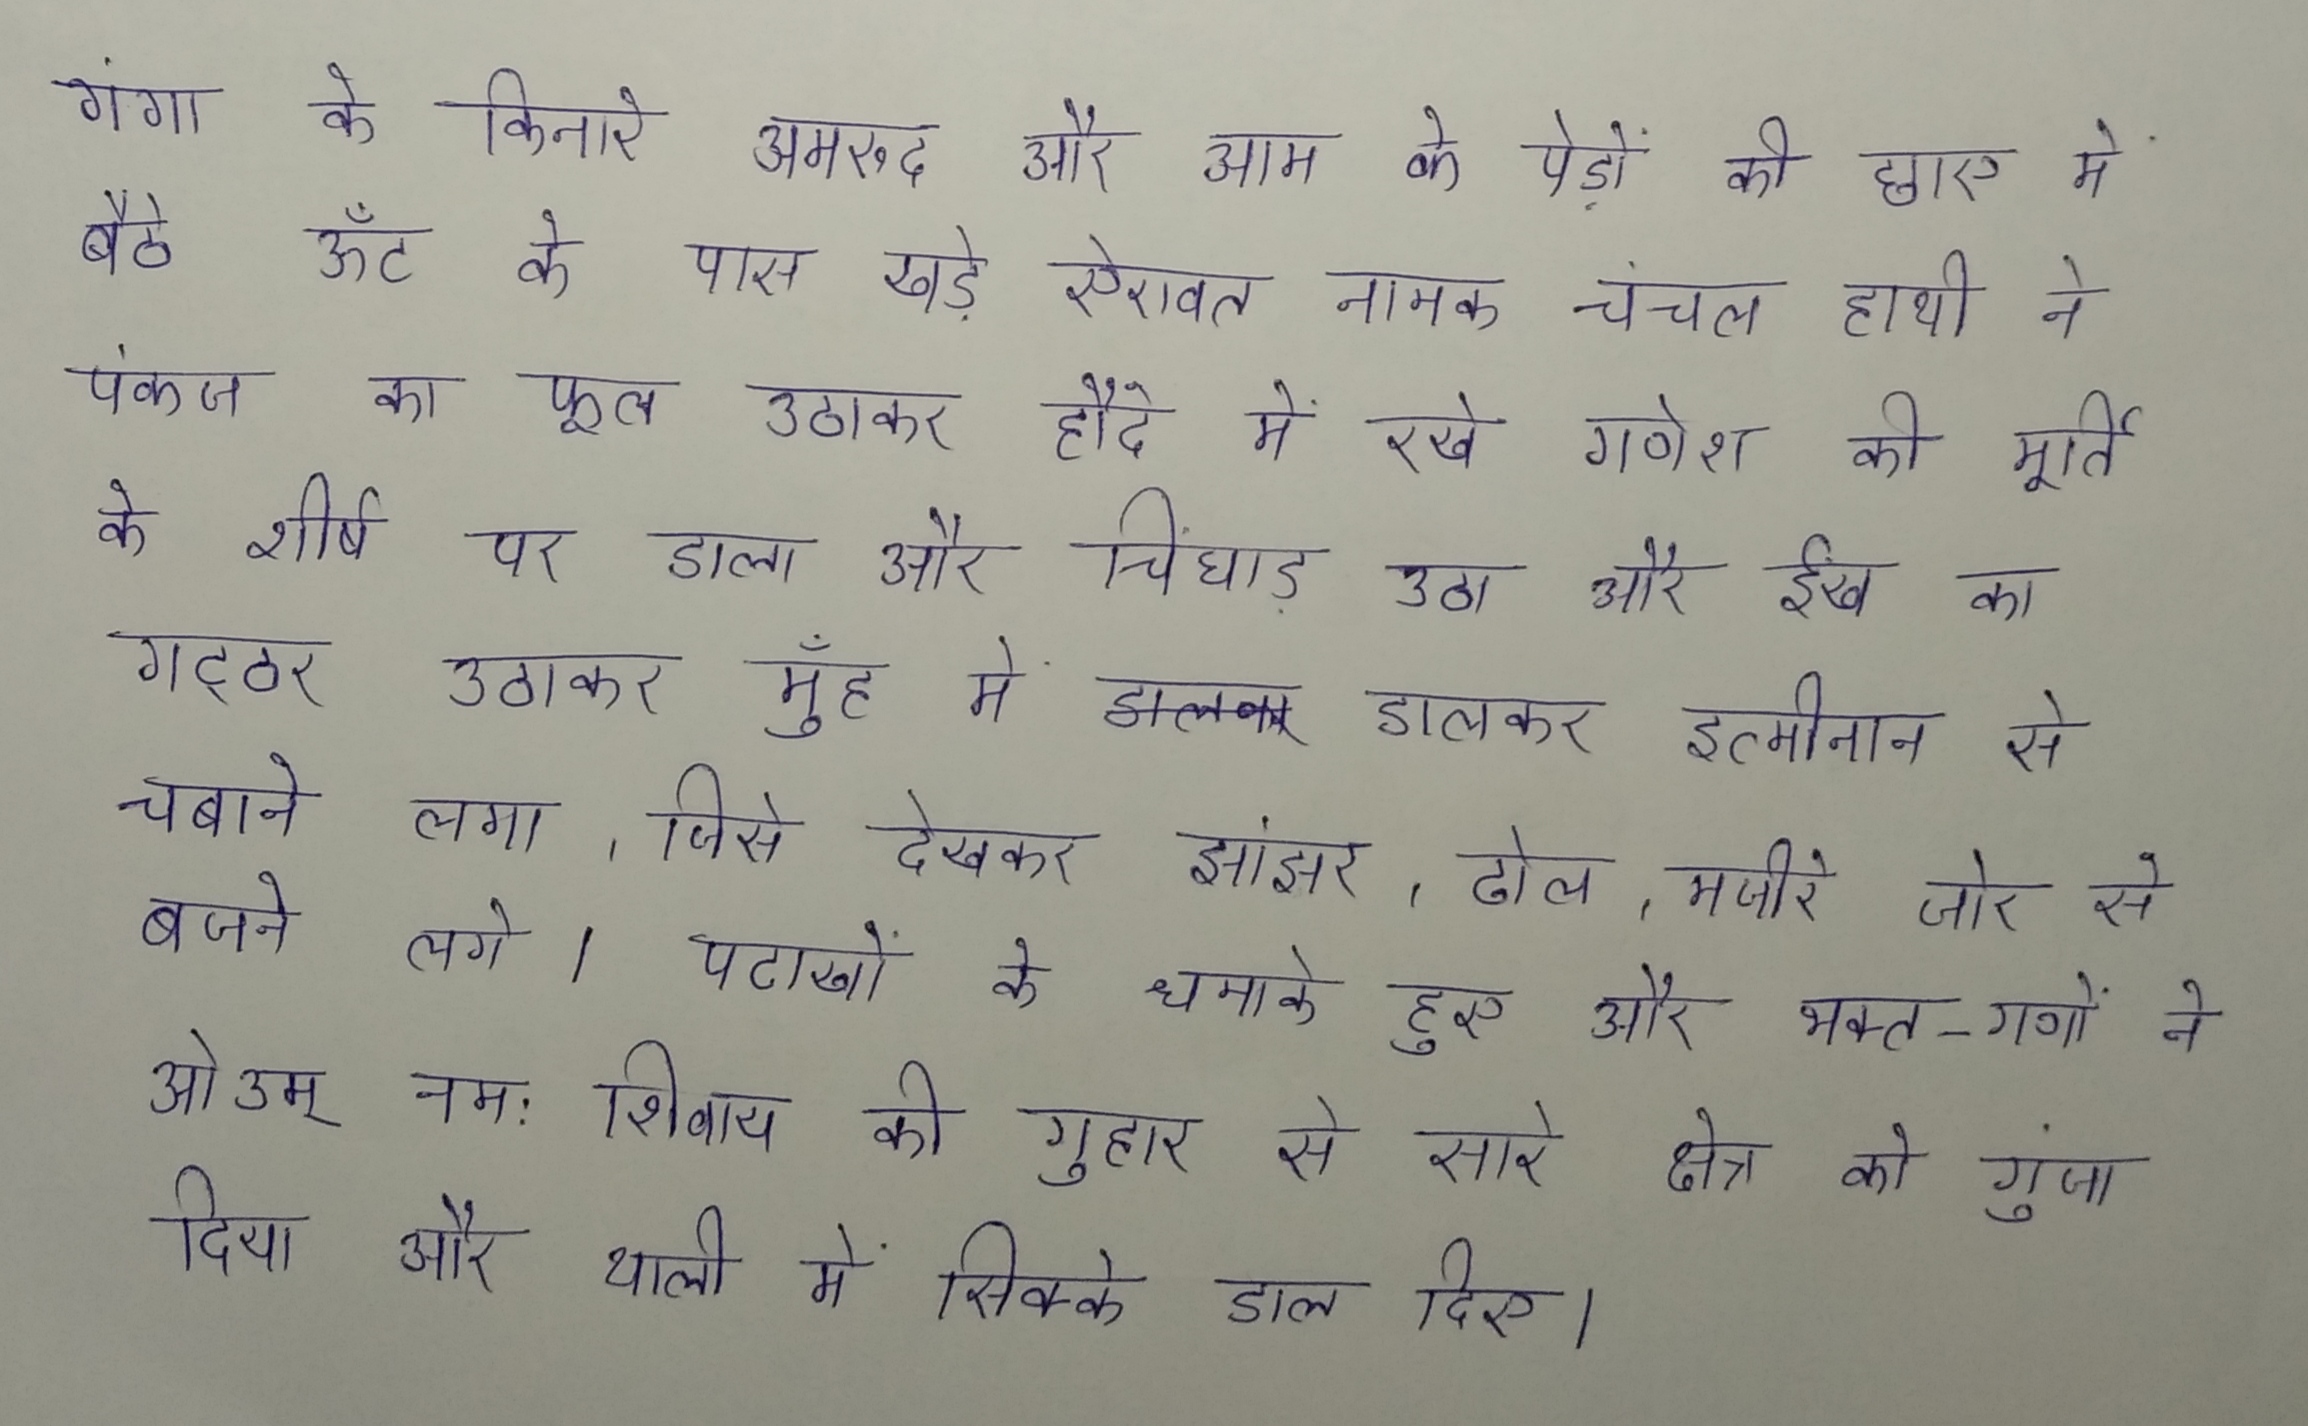 गंगा के किनारे अमरूद और आम के पेड़ों की छाए में
बैठे ऊँट के पास खड़े ऐरावत नामक चंचल हाथी ने
पंकज का फूल उठाकर हौदे में रखे गणेश की मूर्ति
के शीर्ष पर डाला और चिंघाड़ उठा और ईख का
गट्ठर उठाकर मुँह में डालकर डालकर इत्मीनान से
चबाने लगा, जिसे देखकर झांझर, ढोल, मजीरे जोर से
बजने लगे। पटाखों के धमाके हुए और भक्त-गणों ने
ओउम् नमः शिवाय की गुहार से सारे क्षेत्र को गुंजा
दिया और थाली में सिक्के डाल दिए।